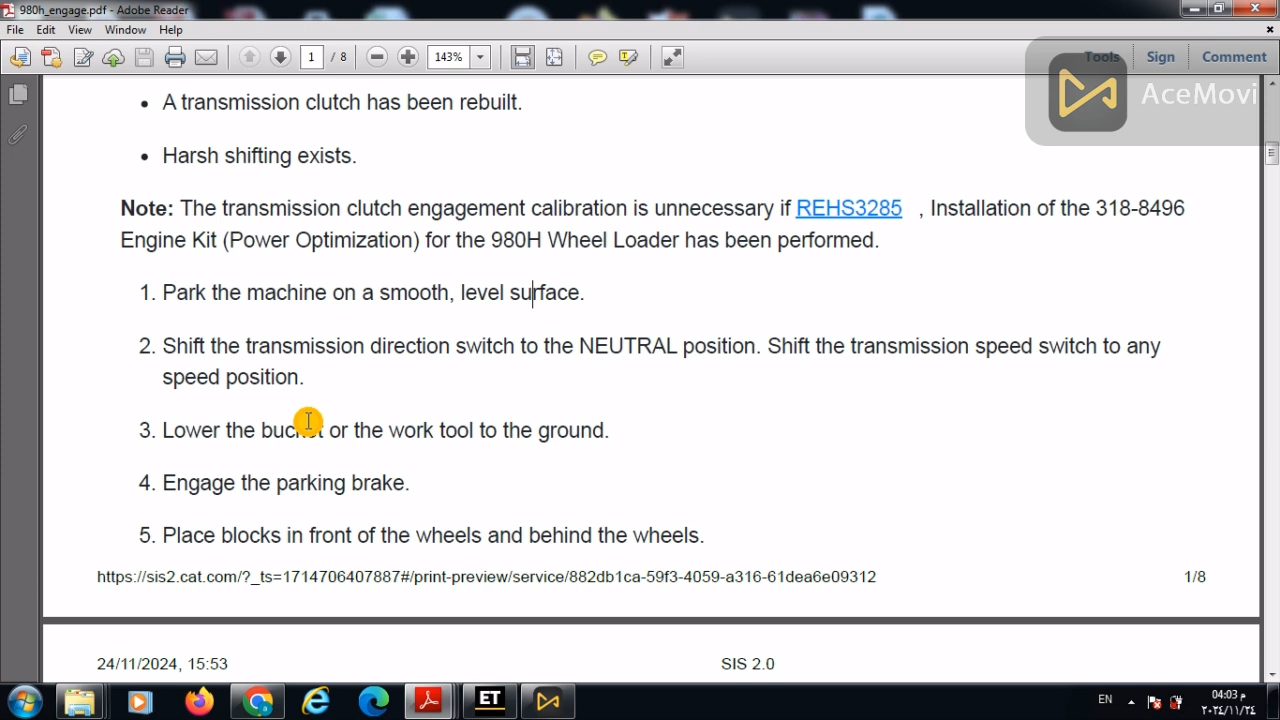 980h_engage.pdf - Adobe Reader
File Edit View Window Help
1 / 8 143% Tools Sign Comment
AceMovi
• A transmission clutch has been rebuilt.
• Harsh shifting exists.
Note: The transmission clutch engagement calibration is unnecessary if REHS3285 , Installation of the 318-8496
Engine Kit (Power Optimization) for the 980H Wheel Loader has been performed.
1. Park the machine on a smooth, level surface.
2. Shift the transmission direction switch to the NEUTRAL position. Shift the transmission speed switch to any
speed position.
3. Lower the bucket or the work tool to the ground.
4. Engage the parking brake.
5. Place blocks in front of the wheels and behind the wheels.
https://sis2.cat.com/?_ts=1714706407887#/print-preview/service/882db1ca-59f3-4059-a316-61dea6e09312 1/8
24/11/2024, 15:53 SIS 2.0
ET
EN
04:03 م
٢٠٢٤/١١/٢٤